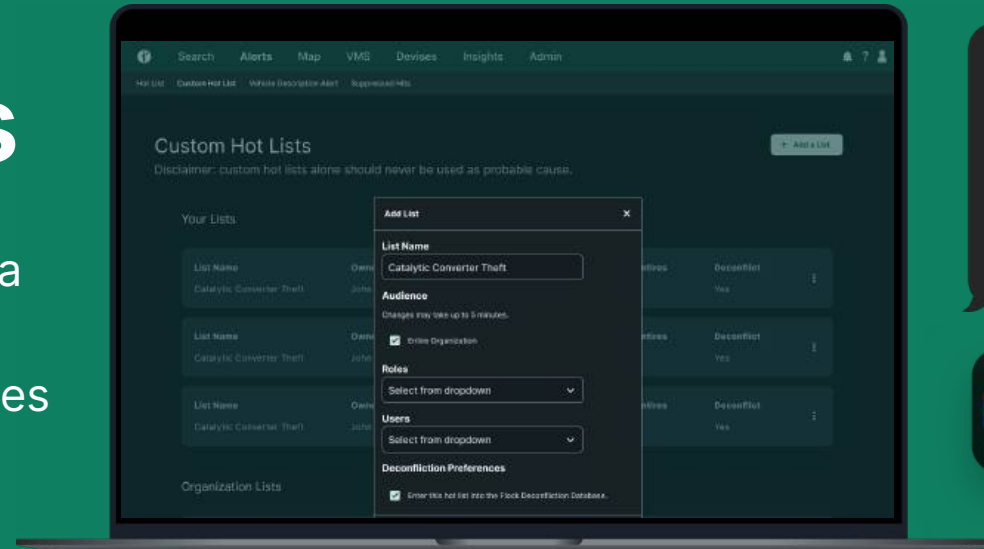 s
a
es
Search Alerts Map VMS Devises Insights Admin ?
Hot List Custom Hot List Vehicle Description Alert Suppressed Hits
Custom Hot Lists
+ Add a List
Disclaimer: custom hot lists alone should never be used as probable cause.
Your Lists
Add List
List Name
Catalytic Converter Theft
Audience
Changes may take up to 5 minutes.
Entire Organization
Roles
Select from dropdown
Users
Select from dropdown
Deconfliction Preferences
Enter this hot list into the Flock Deconfliction Database.
List Name Deconflict
Catalytic Converter Theft John Yes
List Name Deconflict
Catalytic Converter Theft John Yes
List Name Deconflict
Catalytic Converter Theft John Yes
Organization Lists